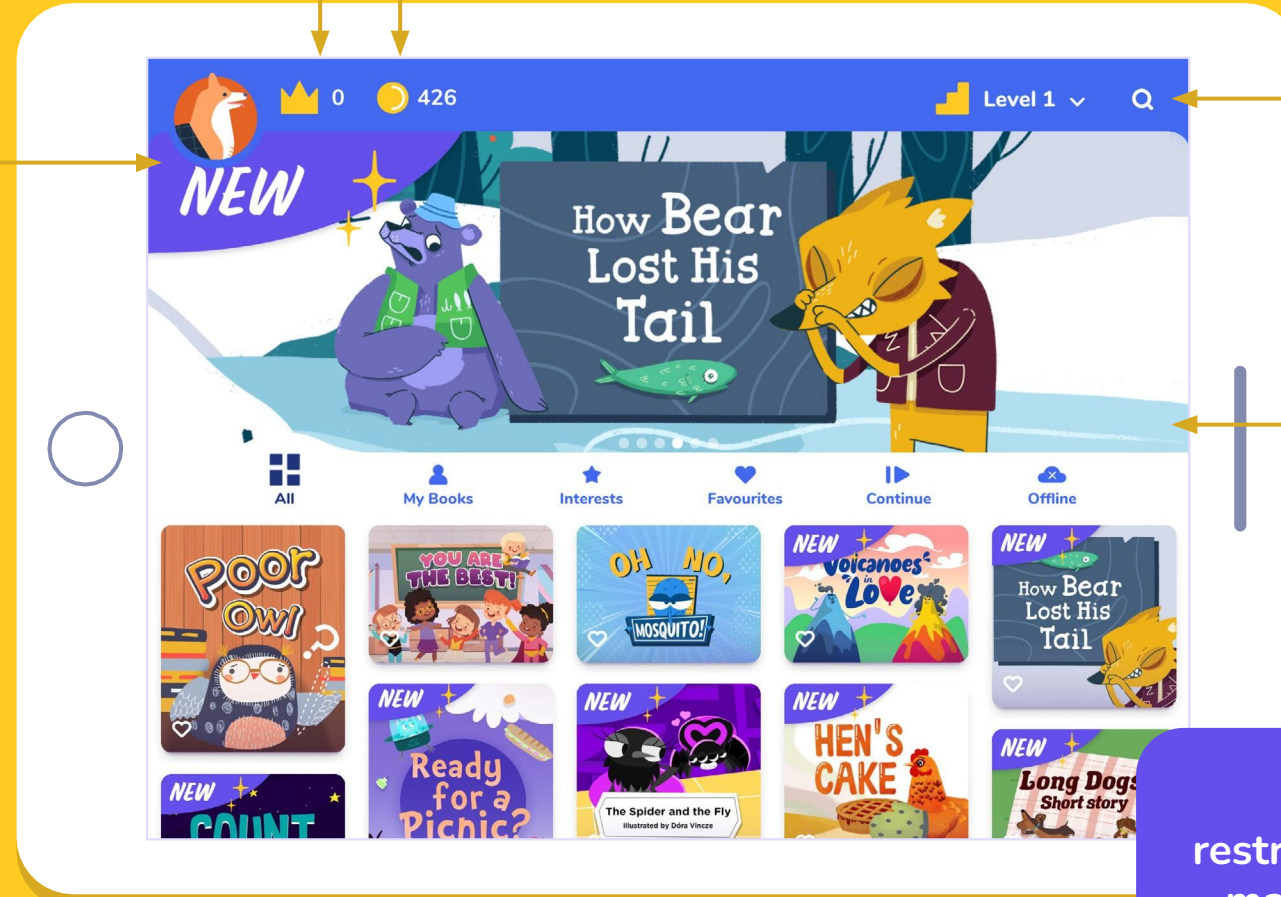 0
426
Level 1
NEW
How Bear
Lost His
Tail
All
My Books
Interests
Favourites
Continue
Offline
Poor
Owl
YOU ARE
THE BEST!
OH NO,
MOSQUITO!
NEW
Volcanoes
in
Love
NEW
How Bear
Lost His
Tail
NEW
Ready
for a
Picnic?
NEW
The Spider and the Fly
Illustrated by Dóra Vincze
NEW
HEN'S
CAKE
NEW
Long Dogs
Short story
NEW
COUNT